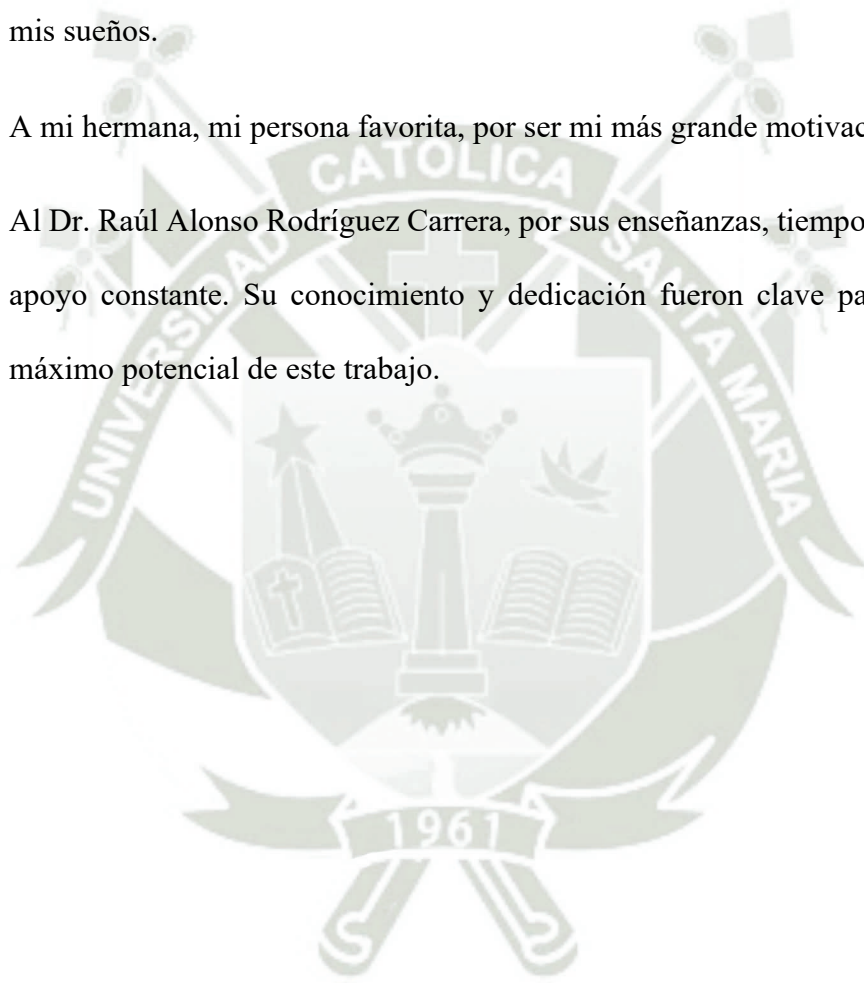 mis sueños.
A mi hermana, mi persona favorita, por ser mi más grande
Al Dr. Raúl Alonso Rodríguez Carrera, por sus enseñanzas, tiempo
apoyo constante. Su conocimiento y dedicación fueron clave
máximo potencial de este trabajo.
UNIVERSIDAD CATOLICA SANTA MARIA
1961